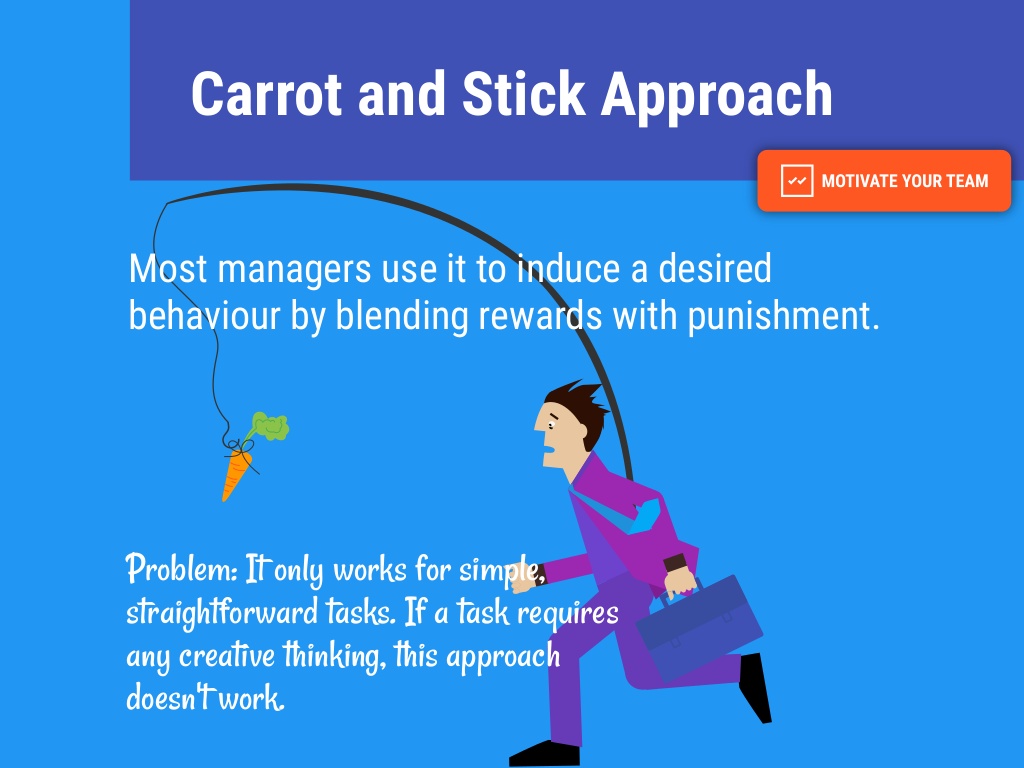 Carrot and Stick Approach
MOTIVATE YOUR TEAM
Most managers use it to induce a desired
behaviour by blending rewards with punishment.
Problem: It only works for simple,
straightforward tasks. If a task requires
any creative thinking, this approach
doesn't work.